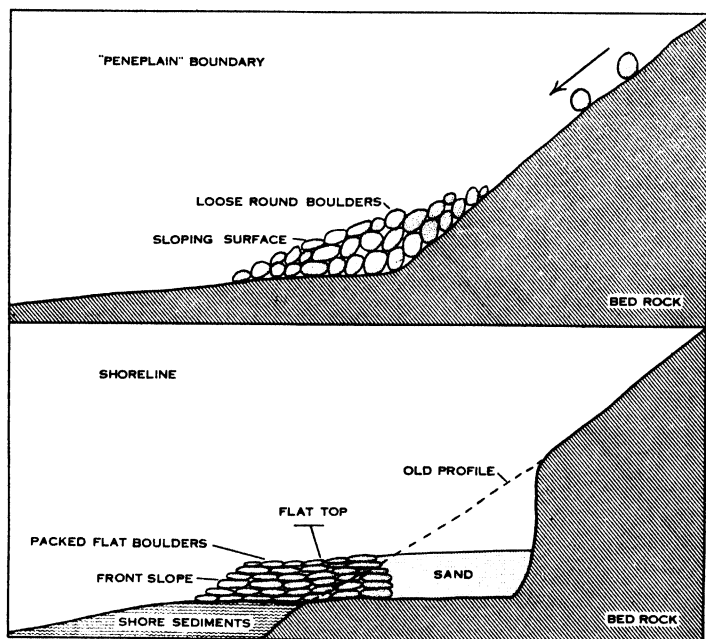 "PENEPLAIN" BOUNDARY
LOOSE ROUND BOULDERS
SLOPING SURFACE
BED ROCK
SHORELINE
OLD PROFILE
FLAT TOP
PACKED FLAT BOULDERS
FRONT SLOPE
SAND
SHORE SEDIMENTS
BED ROCK